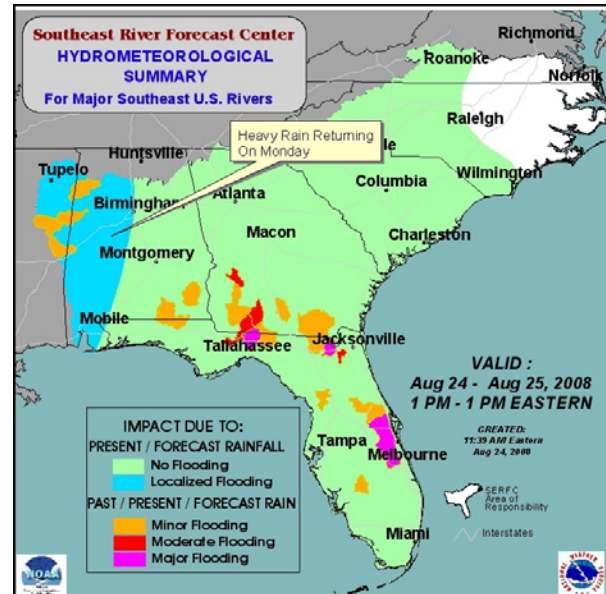 Southeast River Forecast Center
HYDROMETEOROLOGICAL
SUMMARY
For Major Southeast U.S. Rivers
Richmond
Roanoke
Norfolk
Raleigh
Heavy Rain Returning
On Monday
Huntsville
Tupelo
Birmingham
Atlanta
Columbia
Wilmington
Macon
Charleston
Montgomery
Mobile
Tallahassee
Jacksonville
VALID :
Aug 24 - Aug 25, 2008
1 PM - 1 PM EASTERN
CREATED:
11:39 AM Eastern
Aug 24, 2008
IMPACT DUE TO:
PRESENT / FORECAST RAINFALL
No Flooding
Localized Flooding
PAST / PRESENT / FORECAST RAIN
Minor Flooding
Moderate Flooding
Major Flooding
Tampa
Melbourne
Miami
SERFC
Area of
Responsibility
Interstates
NOAA